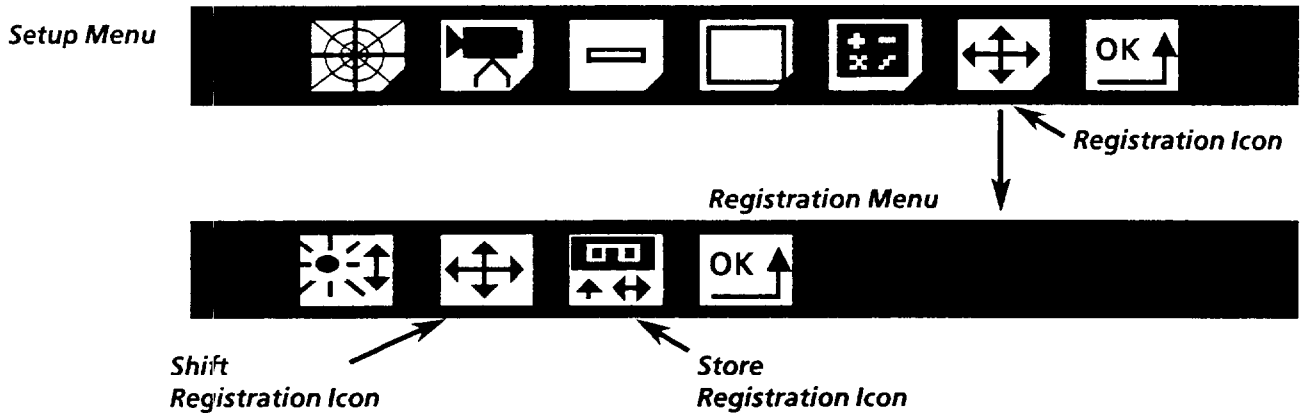 Setup Menu
OK
Registration Icon
Registration Menu
OK
Shift
Registration Icon
Store
Registration Icon